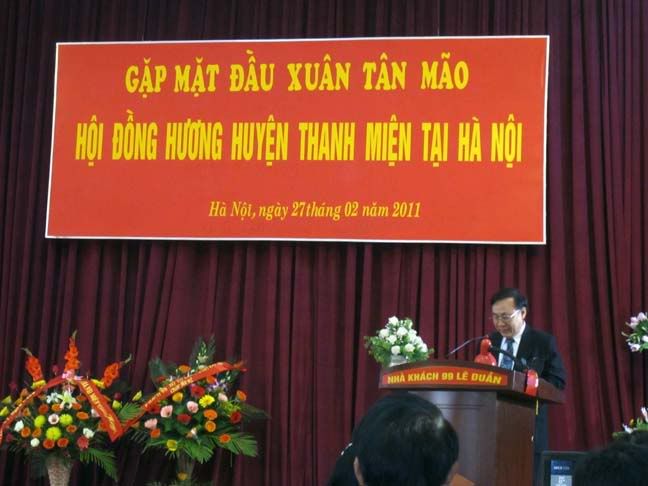 GẶP MẶT ĐẦU XUÂN TÂN MÃO
HỘI ĐỒNG HƯƠNG HUYỆN THANH MIỆN TẠI HÀ NỘI
Hà Nội, ngày 27 tháng 02 năm 2011
NHÀ KHÁCH 99 LÊ DUẨN